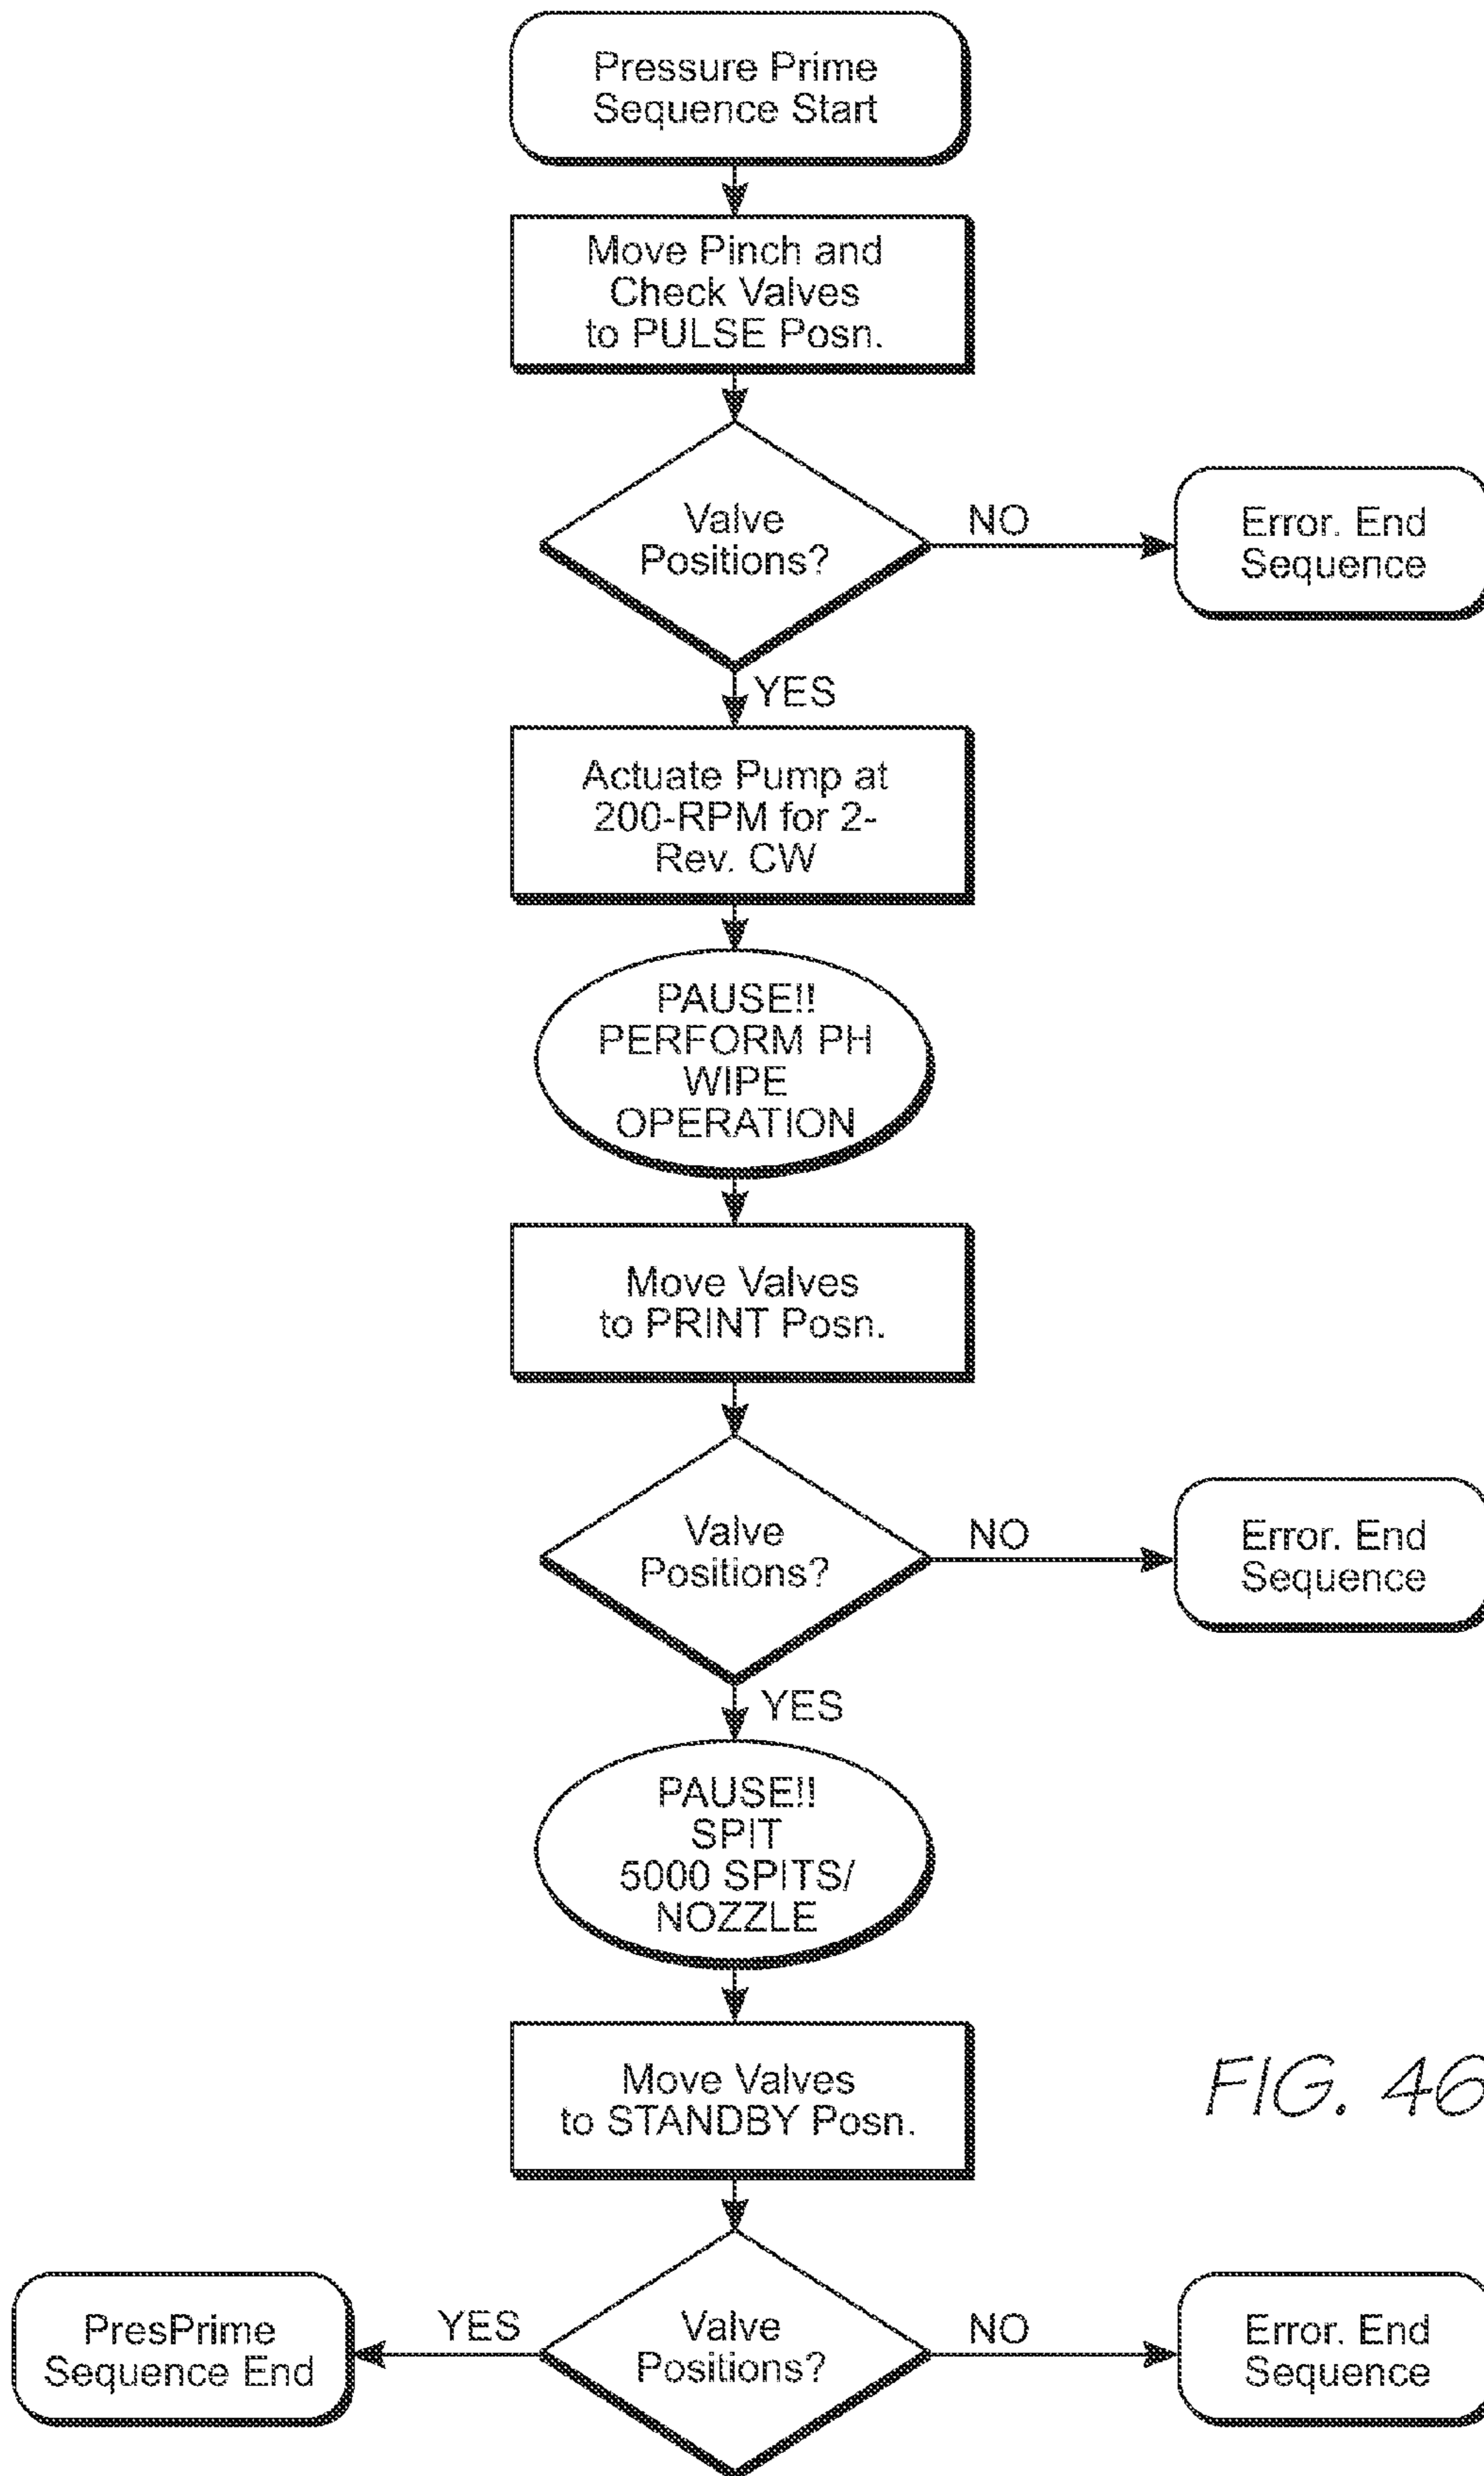 Pressure Prime
Sequence Start
Move Pinch and
Check Valves
to PULSE Posn.
Valve
Positions?
NO
Error. End
Sequence
YES
Actuate Pump at
200-RPM for 2-
Rev. CW
PAUSE!!
PERFORM PH
WIPE
OPERATION
Move Valves
to PRINT Posn.
Valve
Positions?
NO
Error. End
Sequence
YES
PAUSE!!
SPIT
5000 SPITS/
NOZZLE
Move Valves
to STANDBY Posn.
FIG. 46
PresPrime
Sequence End
YES
Valve
Positions?
NO
Error. End
Sequence